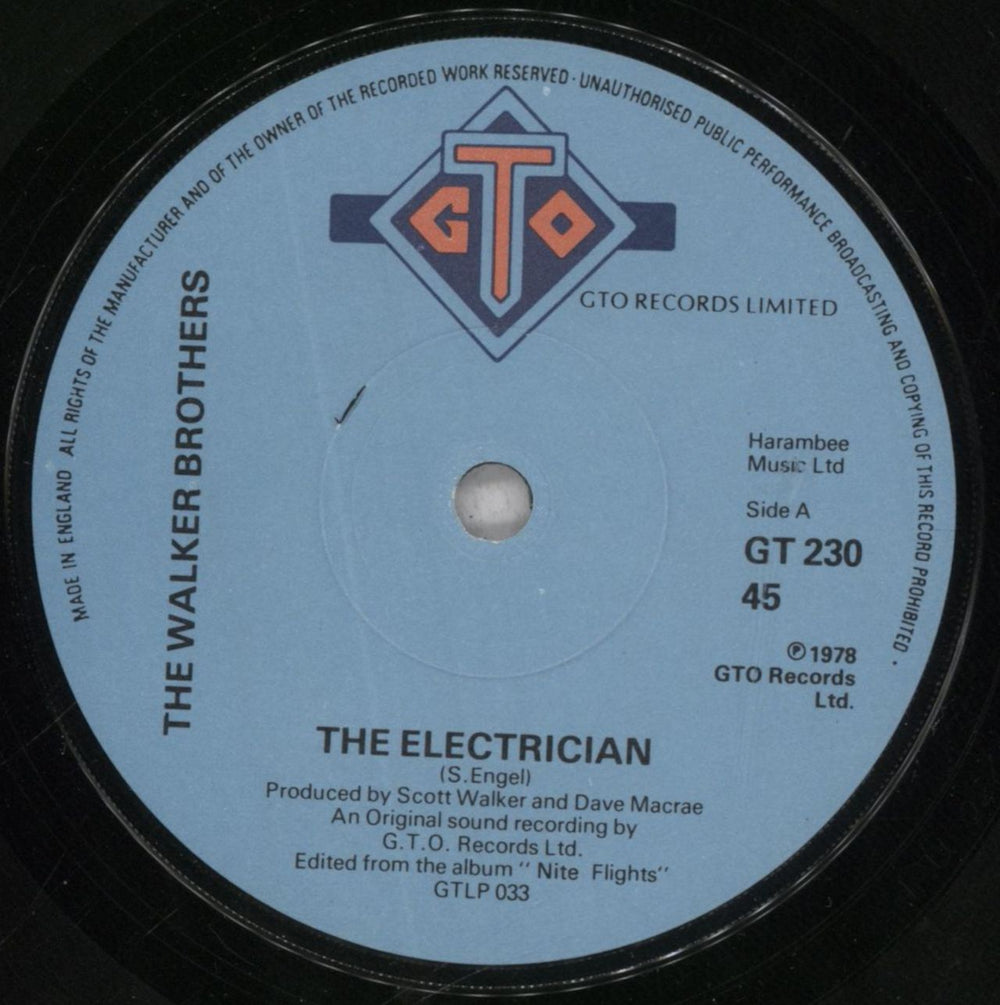 MADE IN ENGLAND ALL RIGHTS OF THE MANUFACTURER AND OF THE OWNER OF THE RECORDED WORK RESERVED · UNAUTHORISED PUBLIC PERFORMANCE BROADCASTING AND COPYING OF THIS RECORD PROHIBITED ·
GTO
GTO RECORDS LIMITED
THE WALKER BROTHERS
Harambee
Music Ltd
Side A
GT 230
45
℗ 1978
GTO Records
Ltd.
THE ELECTRICIAN
(S.Engel)
Produced by Scott Walker and Dave Macrae
An Original sound recording by
G.T.O. Records Ltd.
Edited from the album ‘‘ Nite Flights’’
GTLP 033